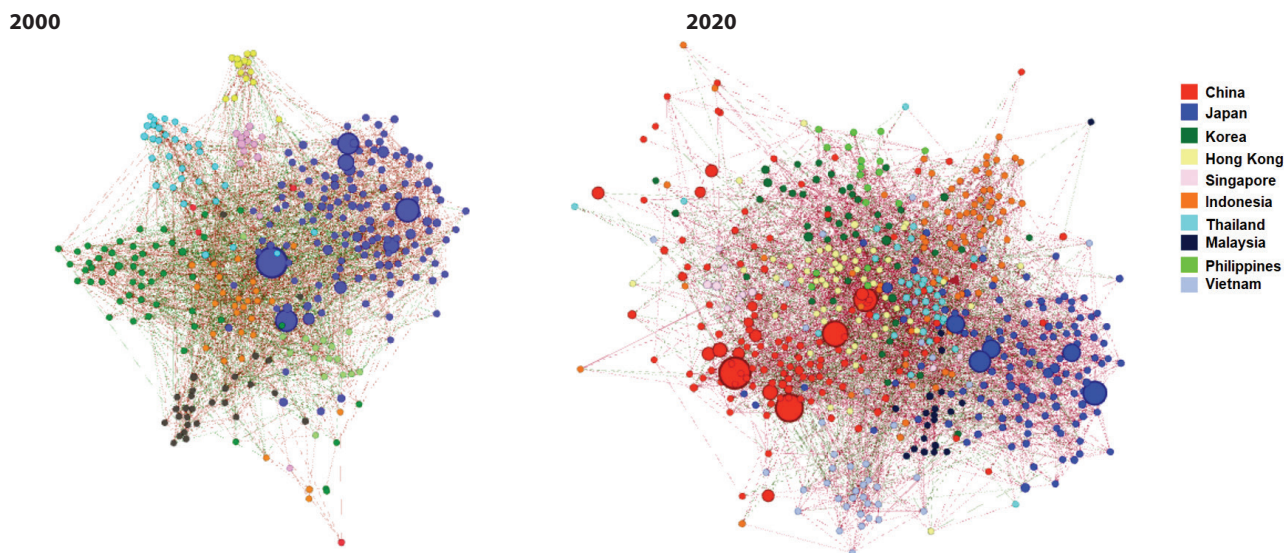 2000
2020
China
Japan
Korea
Hong Kong
Singapore
Indonesia
Thailand
Malaysia
Philippines
Vietnam